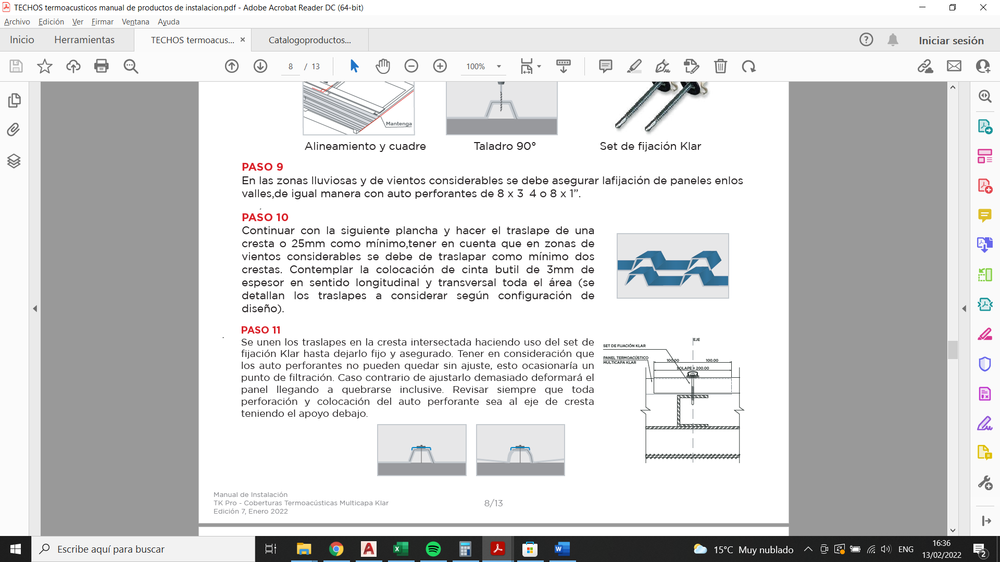 TECHOS termoacusticos manual de productos de instalacion.pdf - Adobe Acrobat Reader DC (64-bit)
Archivo Edición Ver Firmar Ventana Ayuda
Inicio Herramientas TECHOS termoacus... × Catalogoproductos... Iniciar sesión
8 / 13 100%
Mantenga
Alineamiento y cuadre Taladro 90° Set de fijación Klar
PASO 9
En las zonas lluviosas y de vientos considerables se debe asegurar lafijación de paneles enlos
valles,de igual manera con auto perforantes de 8 x 3 4 o 8 x 1”.
PASO 10
Continuar con la siguiente plancha y hacer el traslape de una
cresta o 25mm como mínimo,tener en cuenta que en zonas de
vientos considerables se debe de traslapar como mínimo dos
crestas. Contemplar la colocación de cinta butil de 3mm de
espesor en sentido longitudinal y transversal toda el área (se
detallan los traslapes a considerar según configuración de
diseño).
PASO 11
Se unen los traslapes en la cresta intersectada haciendo uso del set de
fijación Klar hasta dejarlo fijo y asegurado. Tener en consideración que
los auto perforantes no pueden quedar sin ajuste, esto ocasionaría un
punto de filtración. Caso contrario de ajustarlo demasiado deformará el
panel llegando a quebrarse inclusive. Revisar siempre que toda
perforación y colocación del auto perforante sea al eje de cresta
teniendo el apoyo debajo.
EJE
SET DE FIJACIÓN KLAR
PANEL TERMOACÚSTICO
MULTICAPA KLAR
100.00 100.00
SOLAPE = 200.00
Manual de Instalación
TK Pro - Coberturas Termoacústicas Multicapa Klar
Edición 7, Enero 2022
8/13
Escribe aquí para buscar
15°C Muy nublado
ENG
16:36
13/02/2022
2